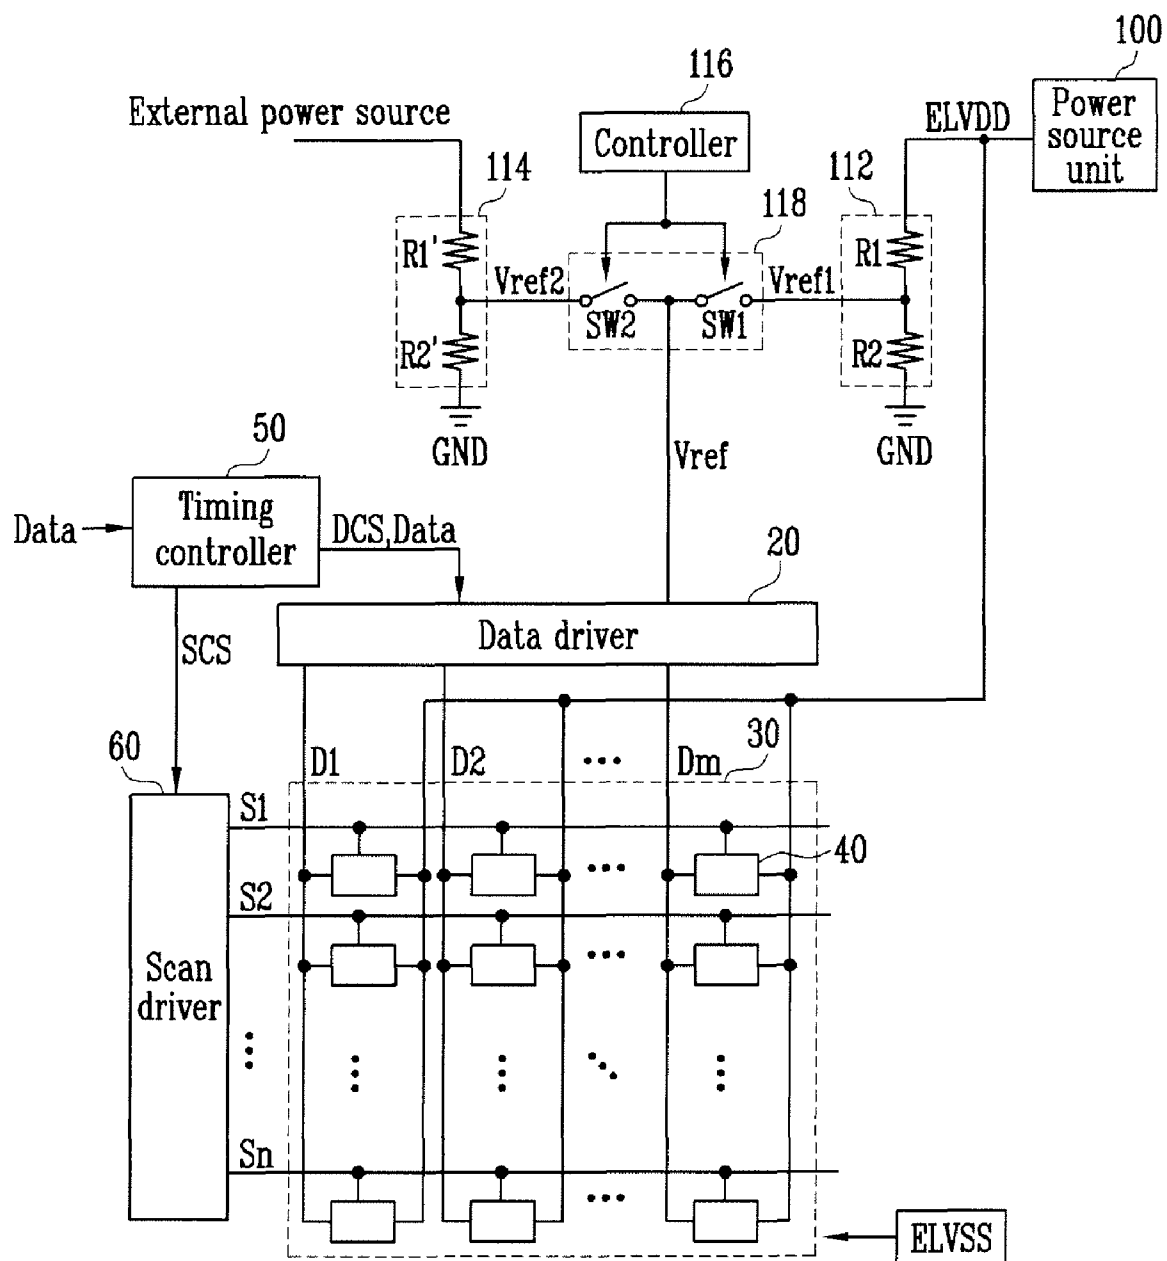 100
116
External power source
ELVDD
Power
source
unit
Controller
114
112
118
R1'
R1
Vref2
Vref1
SW2
SW1
R2'
R2
GND
GND
Vref
50
Timing
controller
Data
DCS,Data
20
Data driver
SCS
60
30
D1
D2
Dm
S1
40
S2
Scan
driver
Sn
ELVSS